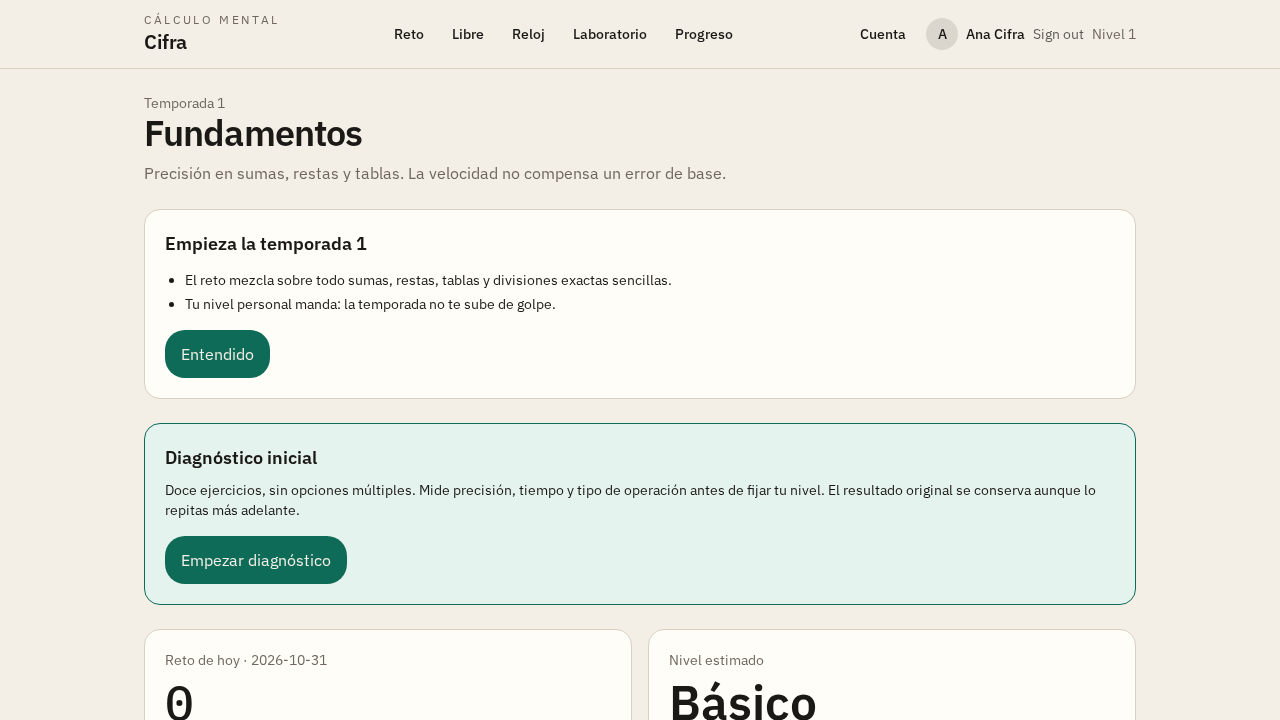 CÁLCULO MENTAL
Cifra
Reto
Libre
Reloj
Laboratorio
Progreso
Cuenta
A
Ana Cifra
Sign out
Nivel 1
Temporada 1
Fundamentos
Precisión en sumas, restas y tablas. La velocidad no compensa un error de base.
Empieza la temporada 1
El reto mezcla sobre todo sumas, restas, tablas y divisiones exactas sencillas.
Tu nivel personal manda: la temporada no te sube de golpe.
Entendido
Diagnóstico inicial
Doce ejercicios, sin opciones múltiples. Mide precisión, tiempo y tipo de operación antes de fijar tu nivel. El resultado original se conserva aunque lo
repitas más adelante.
Empezar diagnóstico
Reto de hoy · 2026-10-31
0
Nivel estimado
Básico